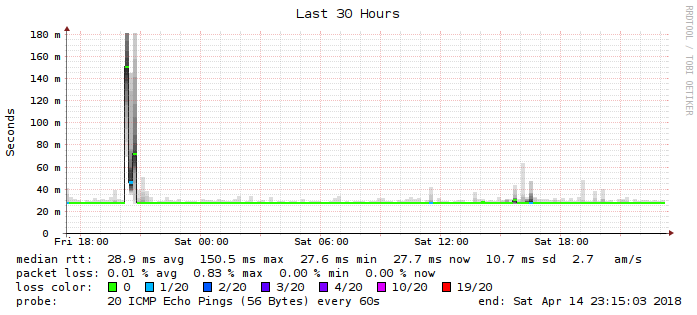 Last 30 Hours
RRDTOOL / TOBI OETIKER
Seconds
180 m
160 m
140 m
120 m
100 m
80 m
60 m
40 m
20 m
0
Fri 18:00 Sat 00:00 Sat 06:00 Sat 12:00 Sat 18:00
median rtt: 28.9 ms avg 150.5 ms max 27.6 ms min 27.7 ms now 10.7 ms sd 2.7 am/s
packet loss: 0.01 % avg 0.83 % max 0.00 % min 0.00 % now
loss color: 0 1/20 2/20 3/20 4/20 10/20 19/20
probe: 20 ICMP Echo Pings (56 Bytes) every 60s end: Sat Apr 14 23:15:03 2018